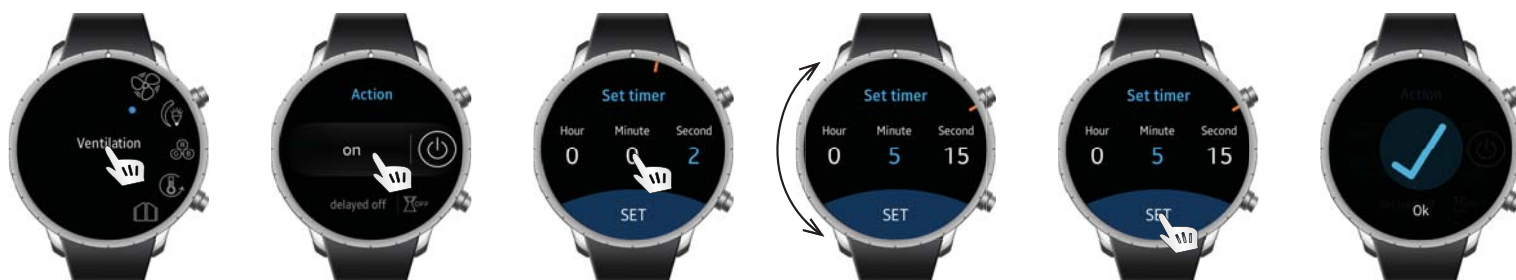 Ventilation
R
G B
Action
on
delayed off
OFF
Set timer
Hour Minute Second
0 0 2
SET
Set timer
Hour Minute Second
0 5 15
SET
Set timer
Hour Minute Second
0 5 15
SET
Action
Ok